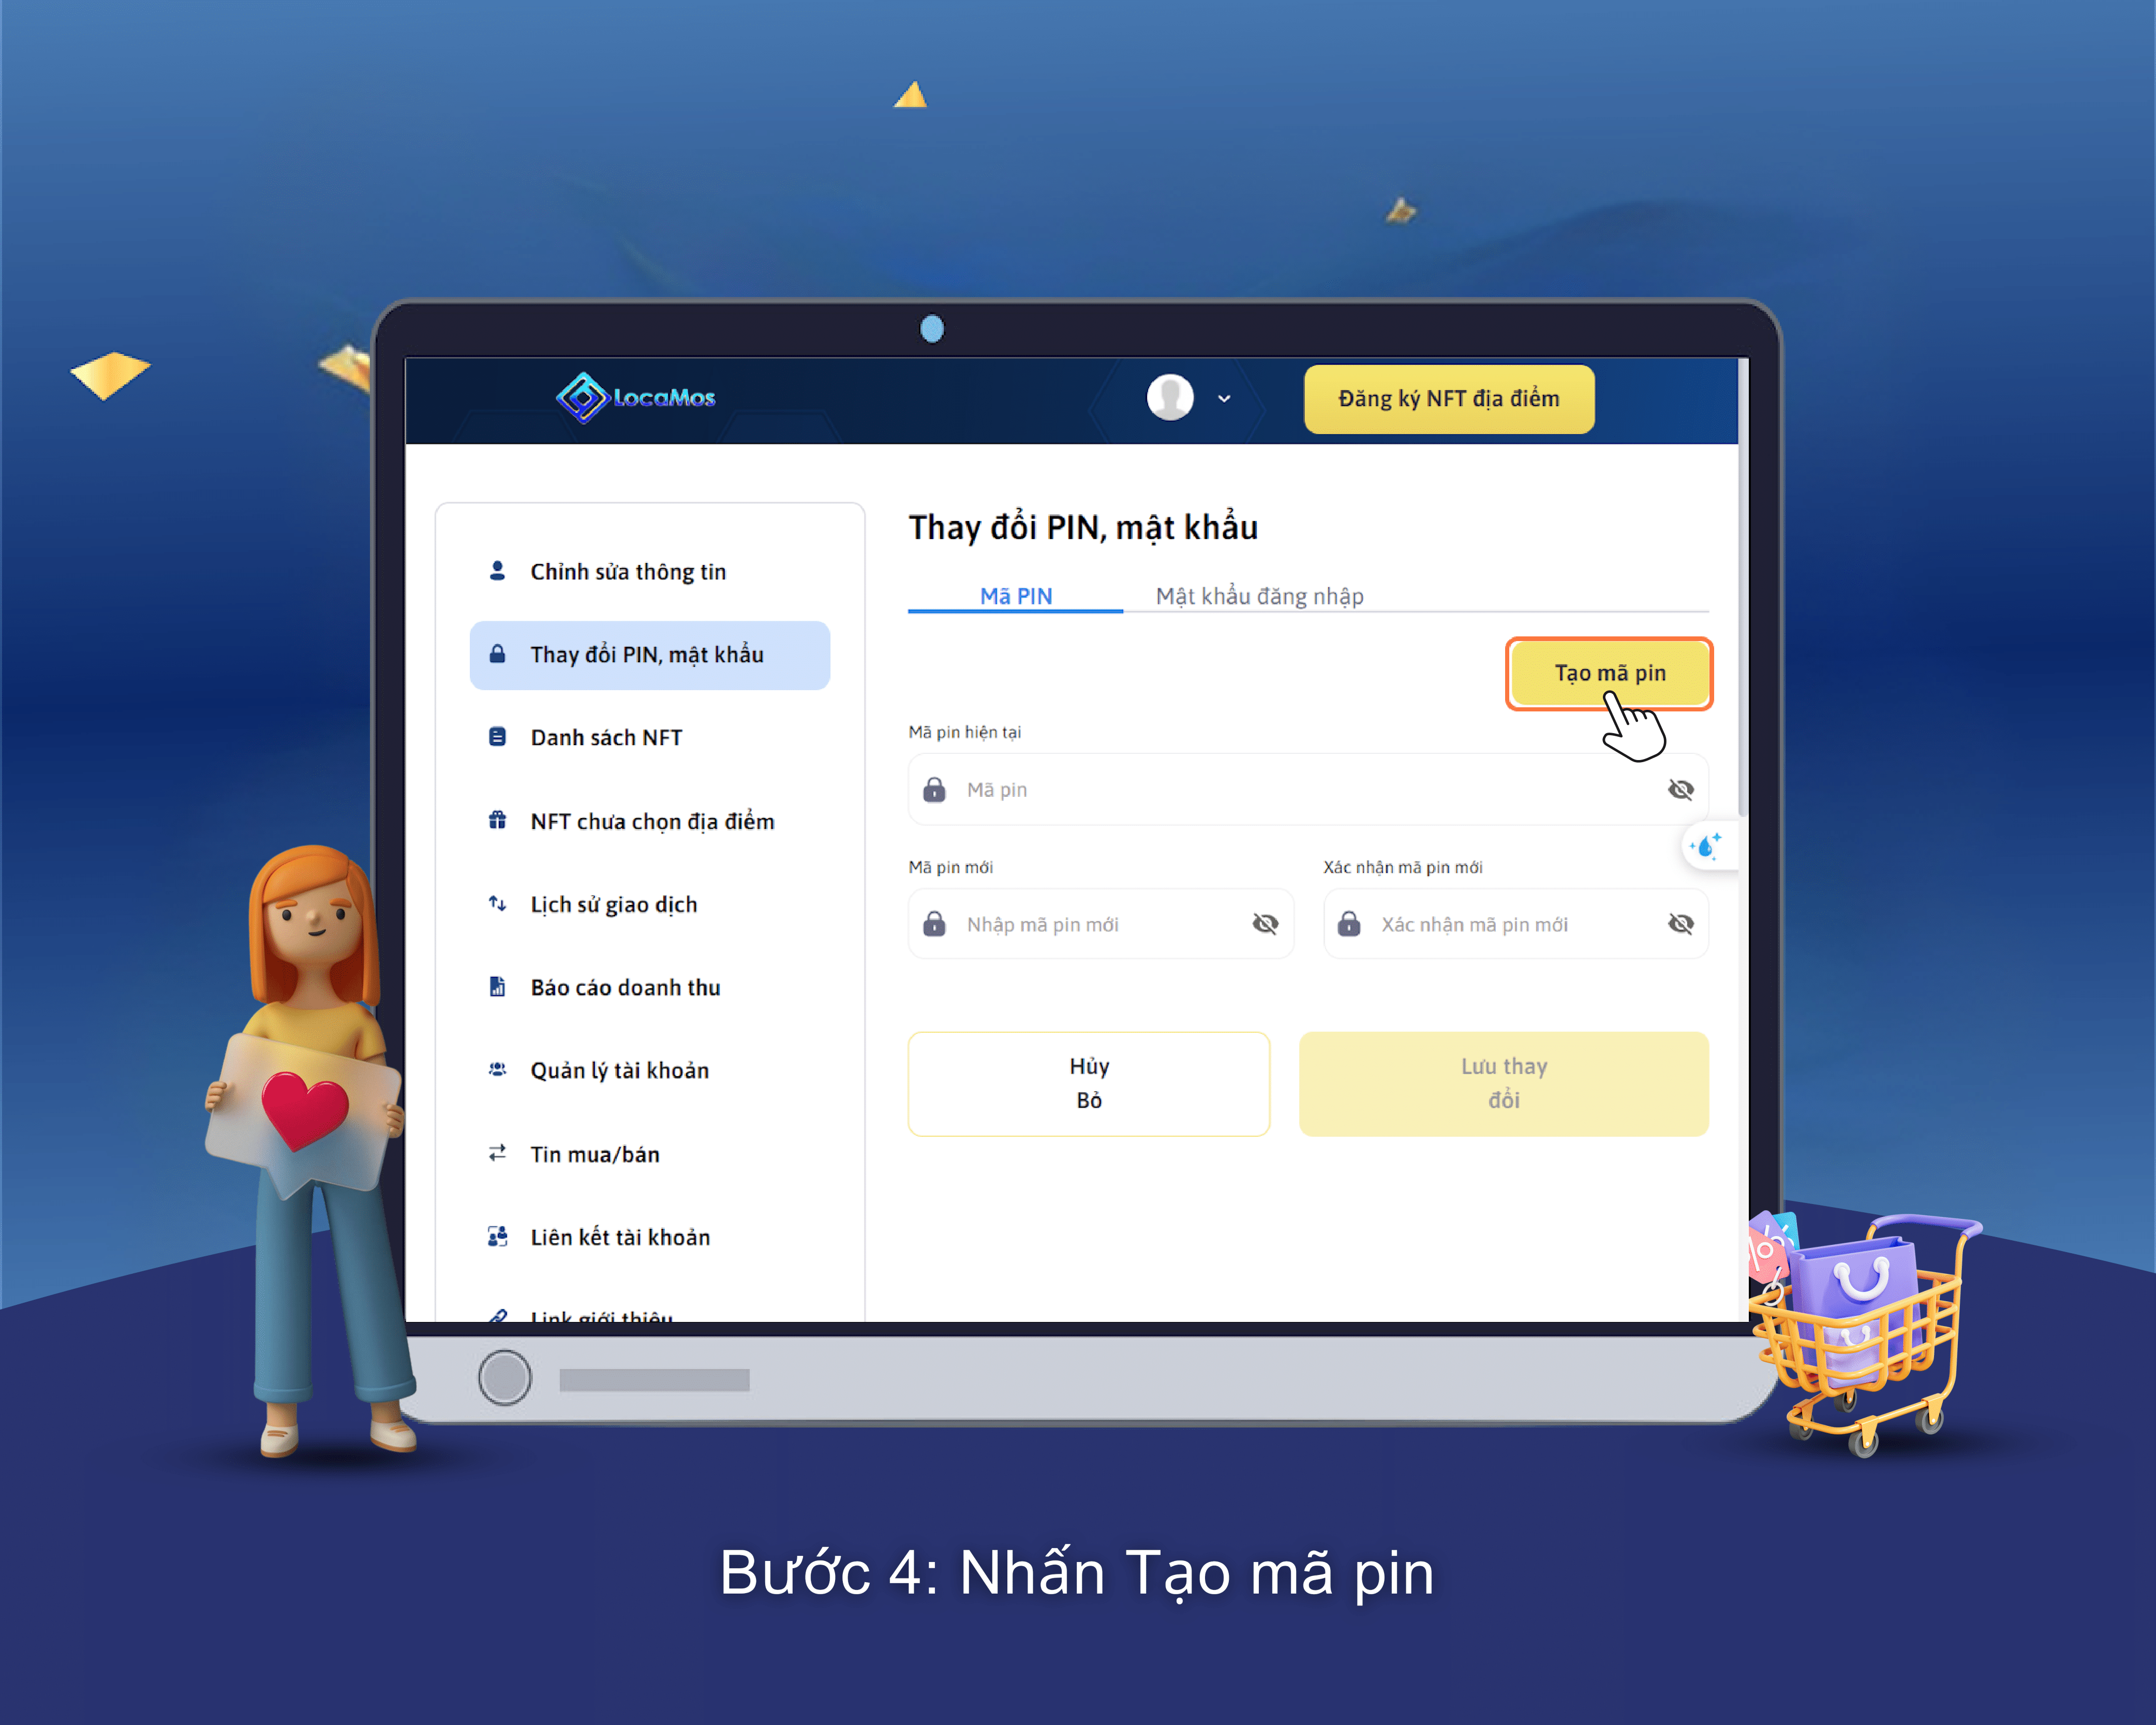 LocaMos
Đăng ký NFT địa điểm
Chỉnh sửa thông tin
Thay đổi PIN, mật khẩu
Danh sách NFT
NFT chưa chọn địa điểm
Lịch sử giao dịch
Báo cáo doanh thu
Quản lý tài khoản
Tin mua/bán
Liên kết tài khoản
Link giới thiệu
Thay đổi PIN, mật khẩu
Mã PIN
Mật khẩu đăng nhập
Tạo mã pin
Mã pin hiện tại
Mã pin
Mã pin mới
Xác nhận mã pin mới
Nhập mã pin mới
Xác nhận mã pin mới
Hủy
Bỏ
Lưu thay
đổi
%
%
Bước 4: Nhấn Tạo mã pin